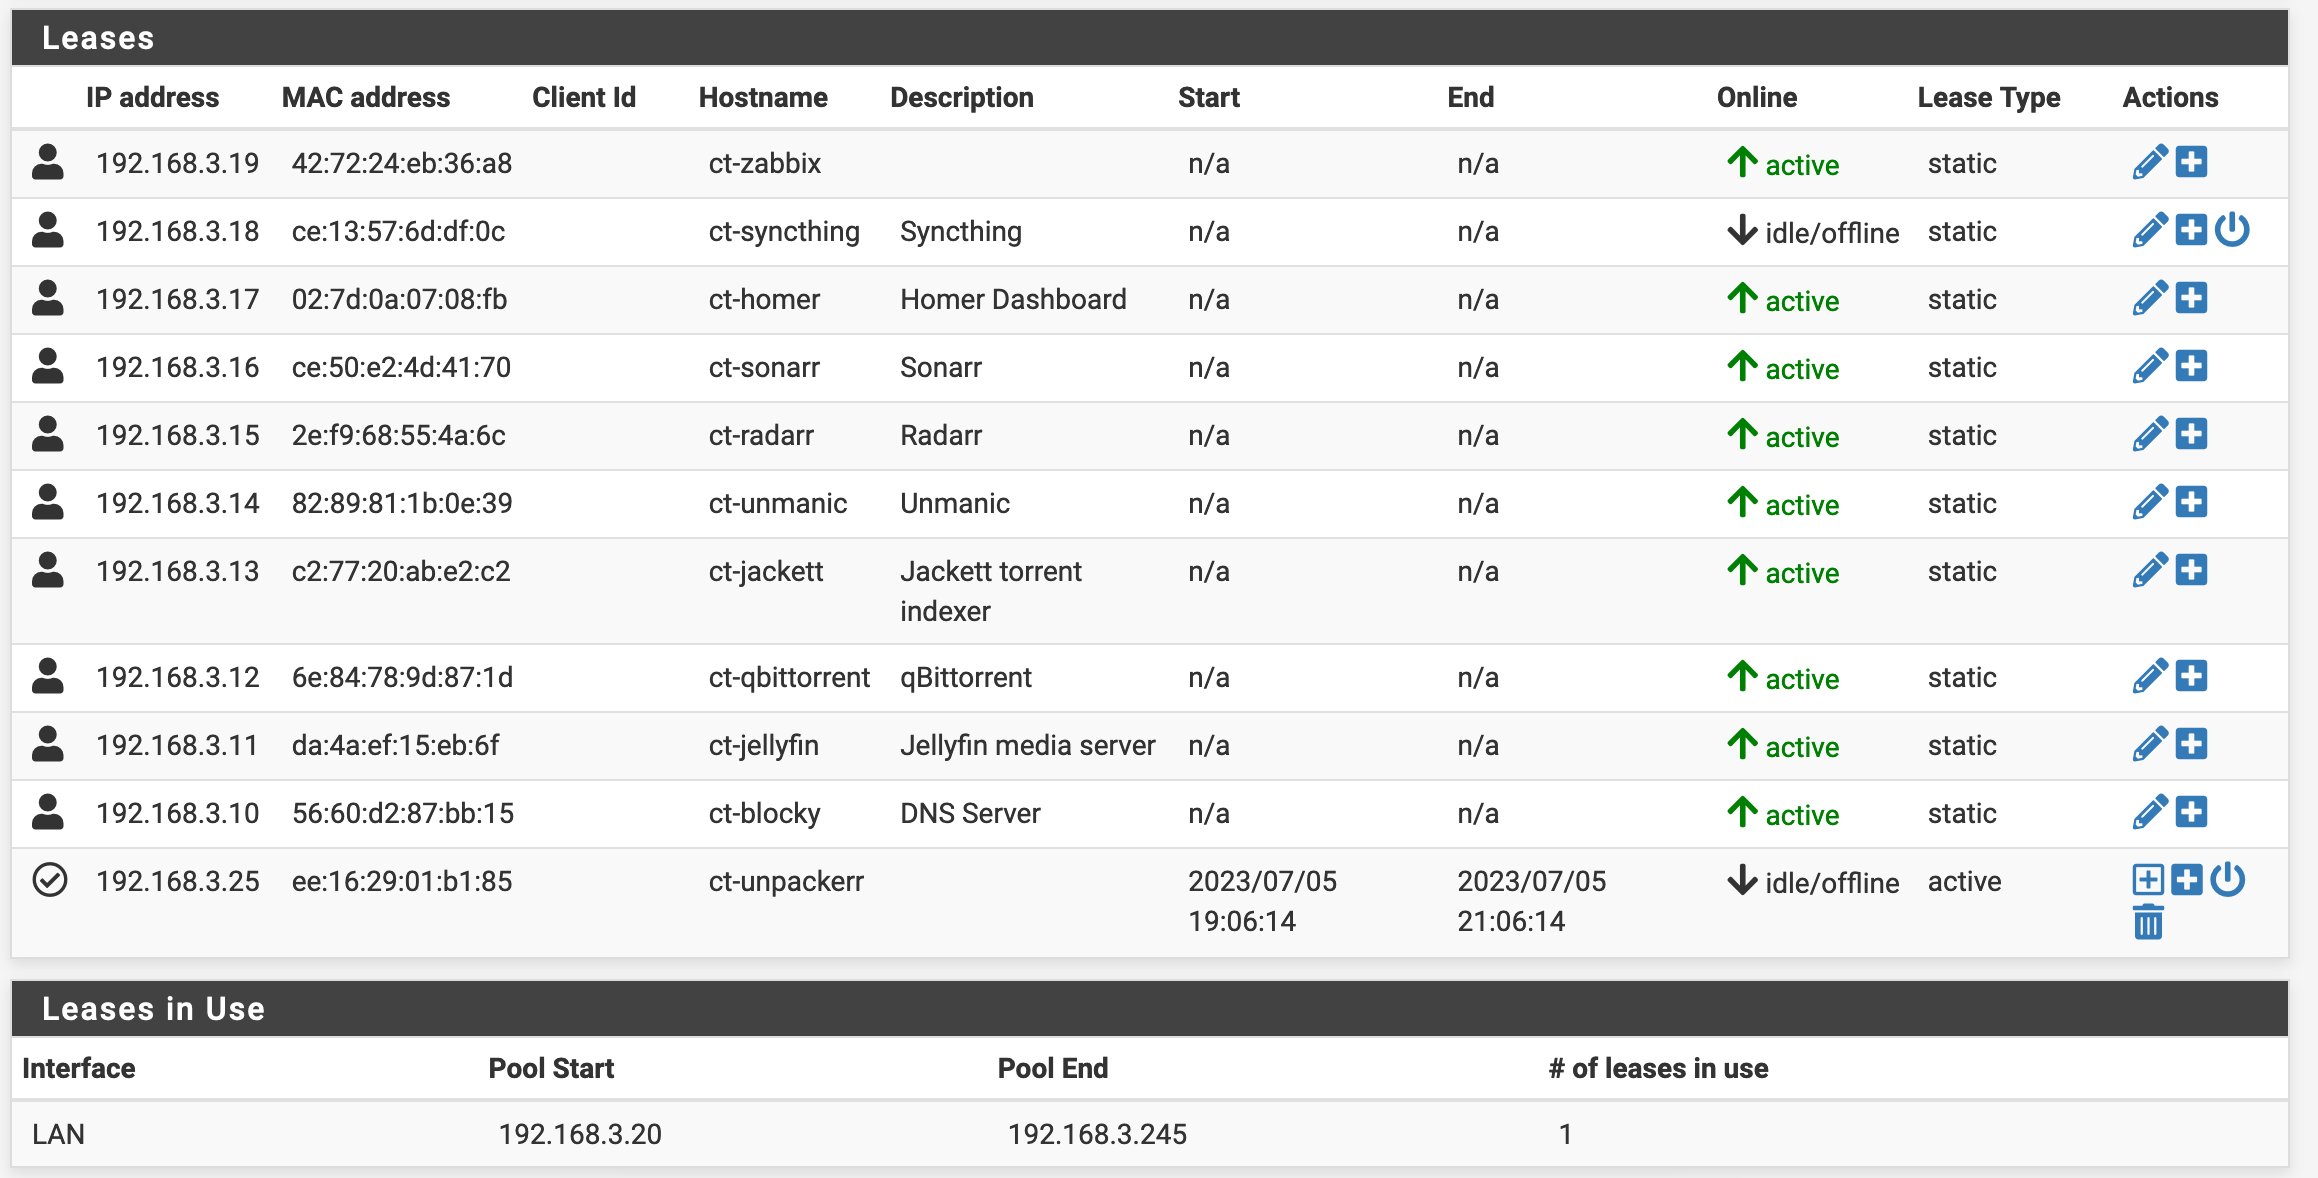 Leases
IP address MAC address Client Id Hostname Description Start End Online Lease Type Actions
192.168.3.19 42:72:24:eb:36:a8 ct-zabbix n/a n/a active static
192.168.3.18 ce:13:57:6d:df:0c ct-syncthing Syncthing n/a n/a idle/offline static
192.168.3.17 02:7d:0a:07:08:fb ct-homer Homer Dashboard n/a n/a active static
192.168.3.16 ce:50:e2:4d:41:70 ct-sonarr Sonarr n/a n/a active static
192.168.3.15 2e:f9:68:55:4a:6c ct-radarr Radarr n/a n/a active static
192.168.3.14 82:89:81:1b:0e:39 ct-unmanic Unmanic n/a n/a active static
192.168.3.13 c2:77:20:ab:e2:c2 ct-jackett Jackett torrent n/a n/a active static
indexer
192.168.3.12 6e:84:78:9d:87:1d ct-qbittorrent qBittorrent n/a n/a active static
192.168.3.11 da:4a:ef:15:eb:6f ct-jellyfin Jellyfin media server n/a n/a active static
192.168.3.10 56:60:d2:87:bb:15 ct-blocky DNS Server n/a n/a active static
192.168.3.25 ee:16:29:01:b1:85 ct-unpackerr 2023/07/05 2023/07/05 idle/offline active
19:06:14 21:06:14
Leases in Use
Interface Pool Start Pool End # of leases in use
LAN 192.168.3.20 192.168.3.245 1